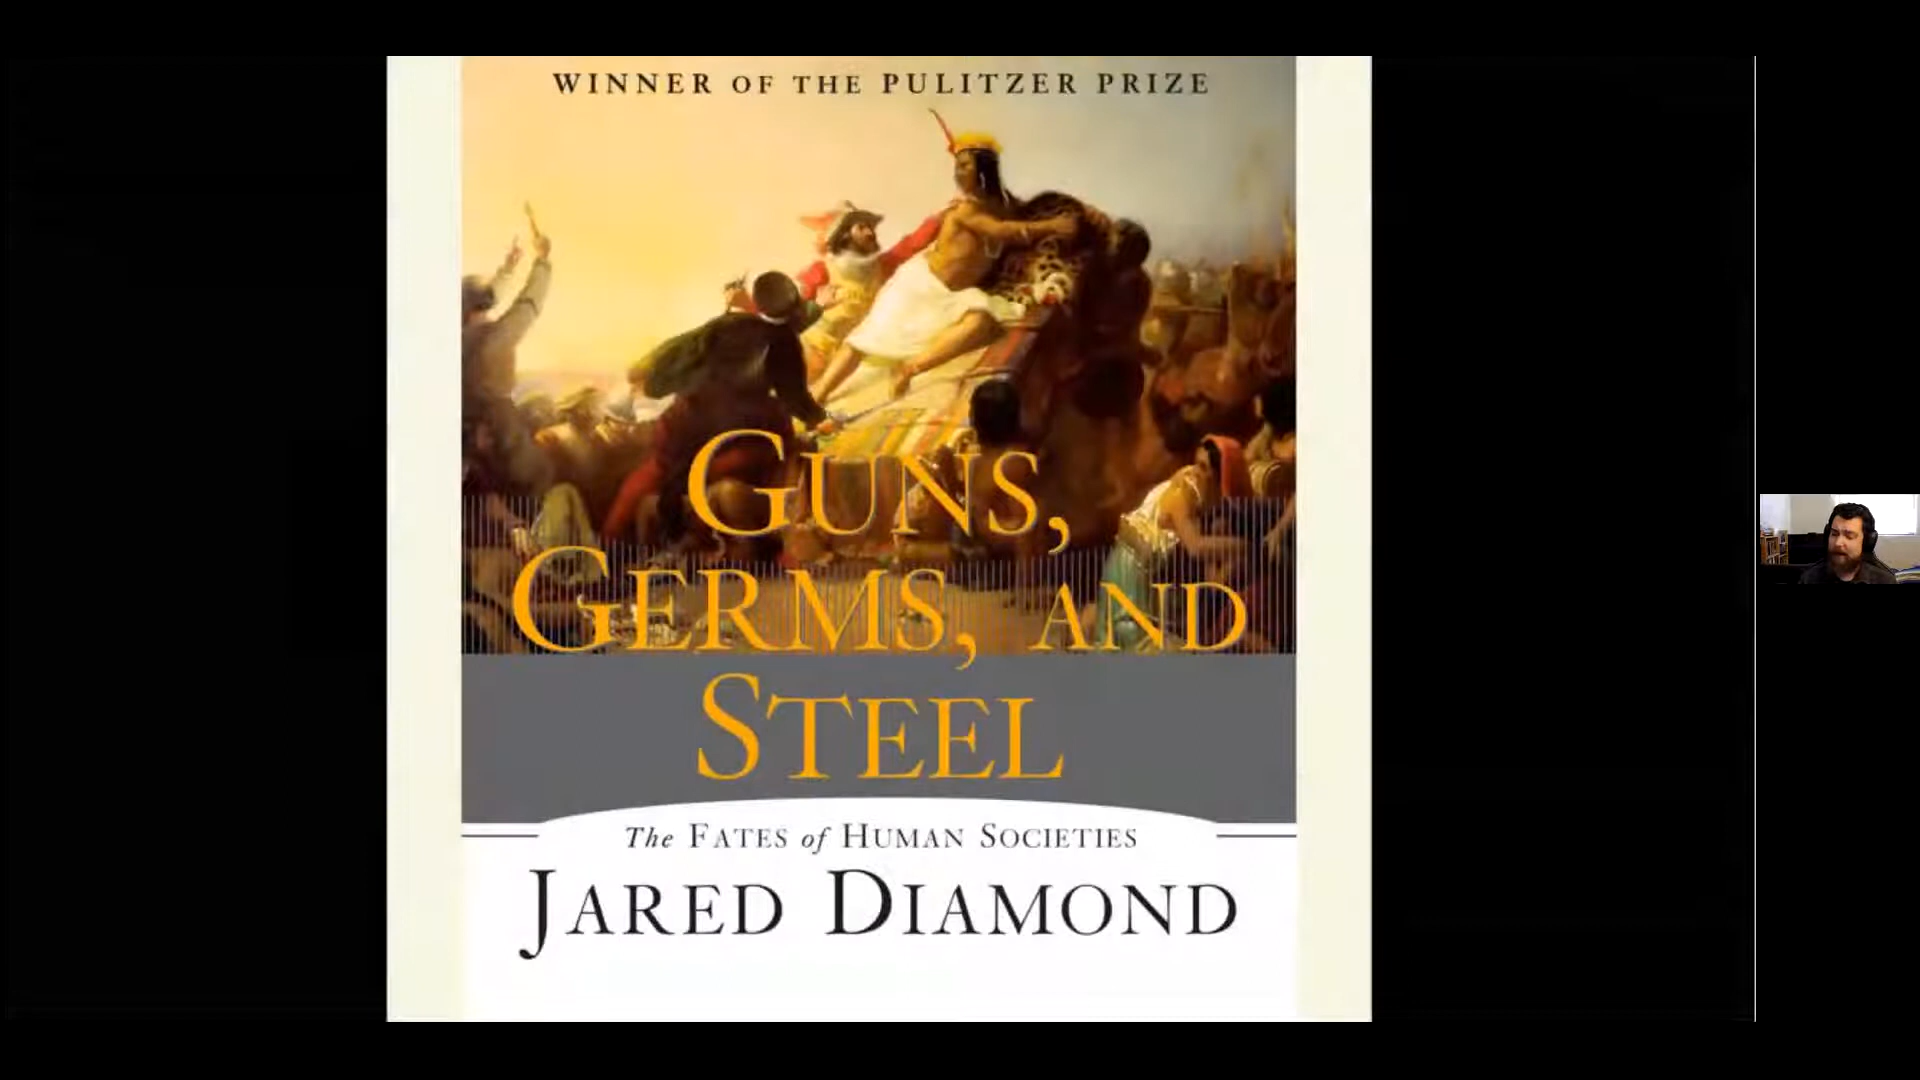 WINNER OF THE PULITZER PRIZE
GUNS,
GERMS, AND
STEEL
The FATES of HUMAN SOCIETIES
JARED DIAMOND